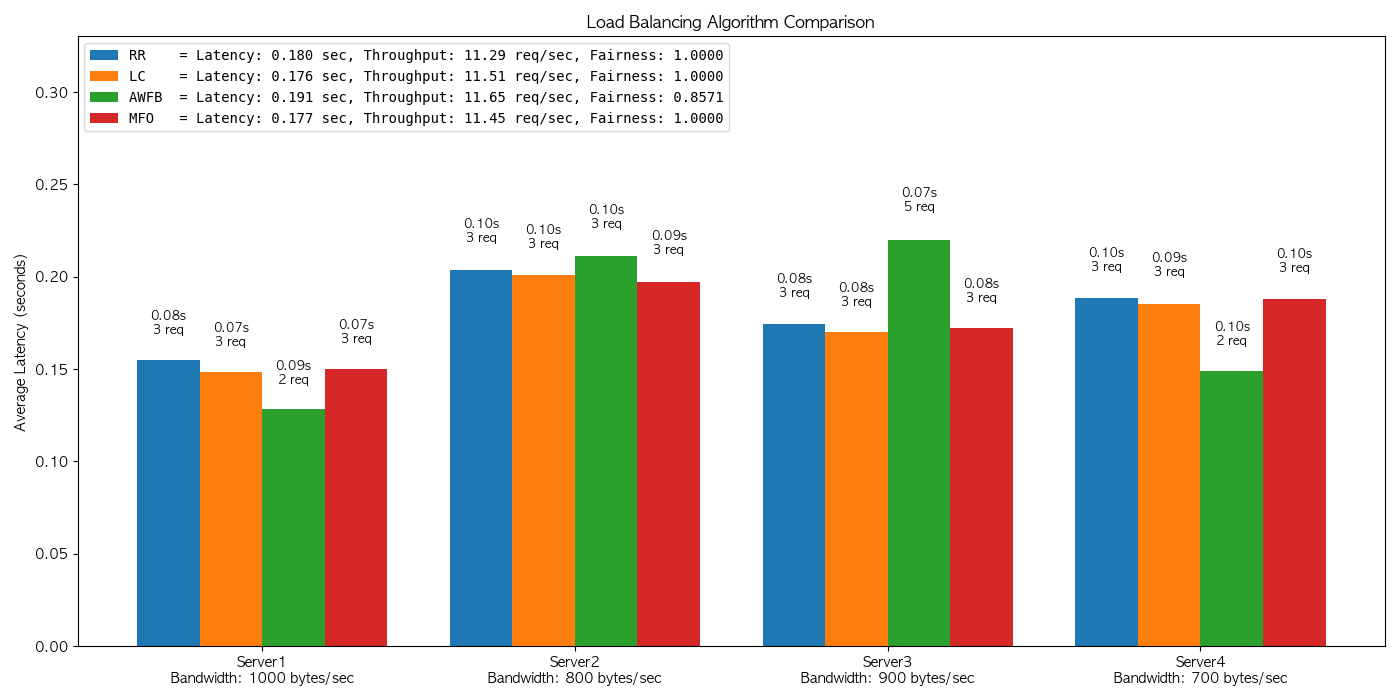 Load Balancing Algorithm Comparison
RR = Latency: 0.180 sec, Throughput: 11.29 req/sec, Fairness: 1.0000
LC = Latency: 0.176 sec, Throughput: 11.51 req/sec, Fairness: 1.0000
AWFB = Latency: 0.191 sec, Throughput: 11.65 req/sec, Fairness: 0.8571
MFO = Latency: 0.177 sec, Throughput: 11.45 req/sec, Fairness: 1.0000
Average Latency (seconds)
0.30
0.25
0.20
0.15
0.10
0.05
0.00
0.08s
3 req
0.07s
3 req
0.09s
2 req
0.07s
3 req
0.10s
3 req
0.10s
3 req
0.10s
3 req
0.09s
3 req
0.08s
3 req
0.08s
3 req
0.07s
5 req
0.08s
3 req
0.10s
3 req
0.09s
3 req
0.10s
2 req
0.10s
3 req
Server1
Bandwidth: 1000 bytes/sec
Server2
Bandwidth: 800 bytes/sec
Server3
Bandwidth: 900 bytes/sec
Server4
Bandwidth: 700 bytes/sec